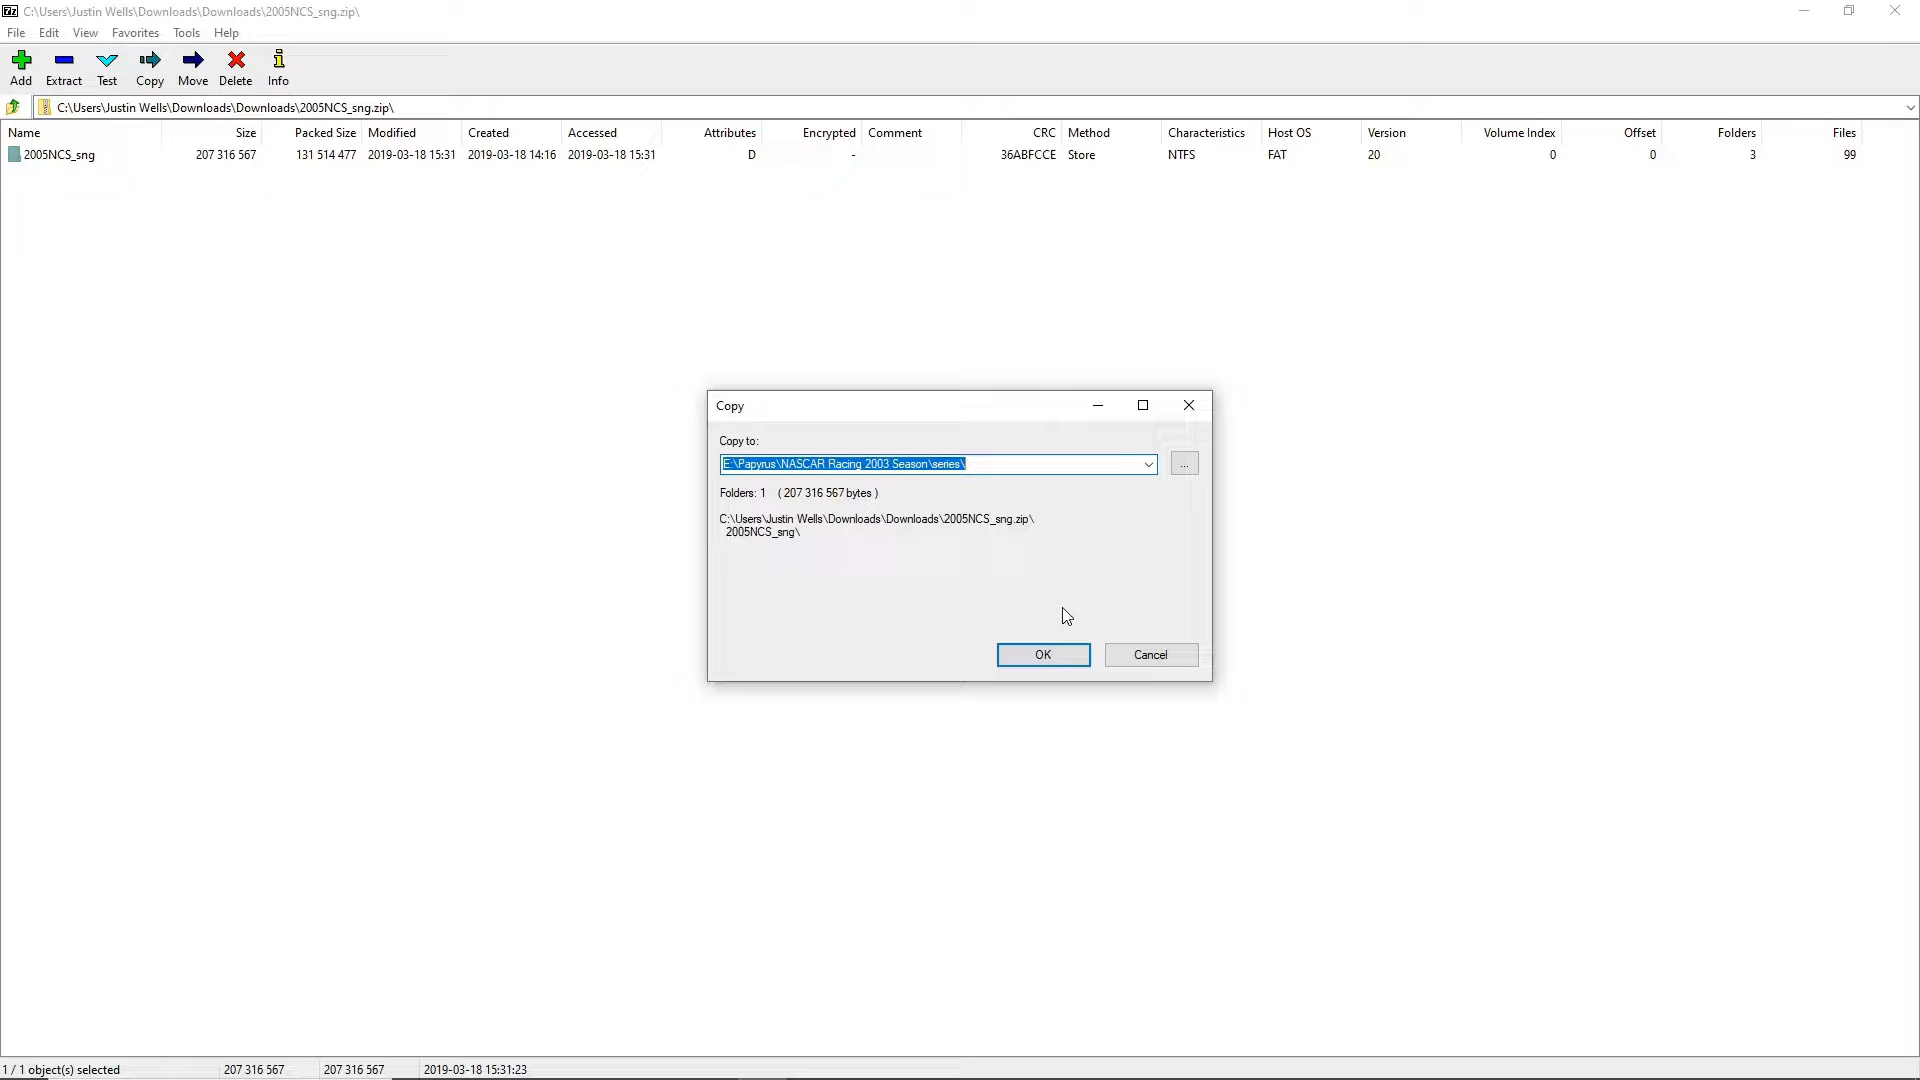 7z C:\Users\Justin Wells\Downloads\Downloads\2005NCS_sng.zip\
File Edit View Favorites Tools Help
Add Extract Test Copy Move Delete Info
C:\Users\Justin Wells\Downloads\Downloads\2005NCS_sng.zip\
Name Size Packed Size Modified Created Accessed Attributes Encrypted Comment CRC Method Characteristics Host OS Version Volume Index Offset Folders Files
2005NCS_sng 207 316 567 131 514 477 2019-03-18 15:31 2019-03-18 14:16 2019-03-18 15:31 D - 36ABFCCE Store NTFS FAT 20 0 0 3 99
Copy
Copy to:
E:\Papyrus\NASCAR Racing 2003 Season\series\
...
Folders: 1 ( 207 316 567 bytes )
C:\Users\Justin Wells\Downloads\Downloads\2005NCS_sng.zip\
2005NCS_sng\
OK Cancel
1 / 1 object(s) selected 207 316 567 207 316 567 2019-03-18 15:31:23